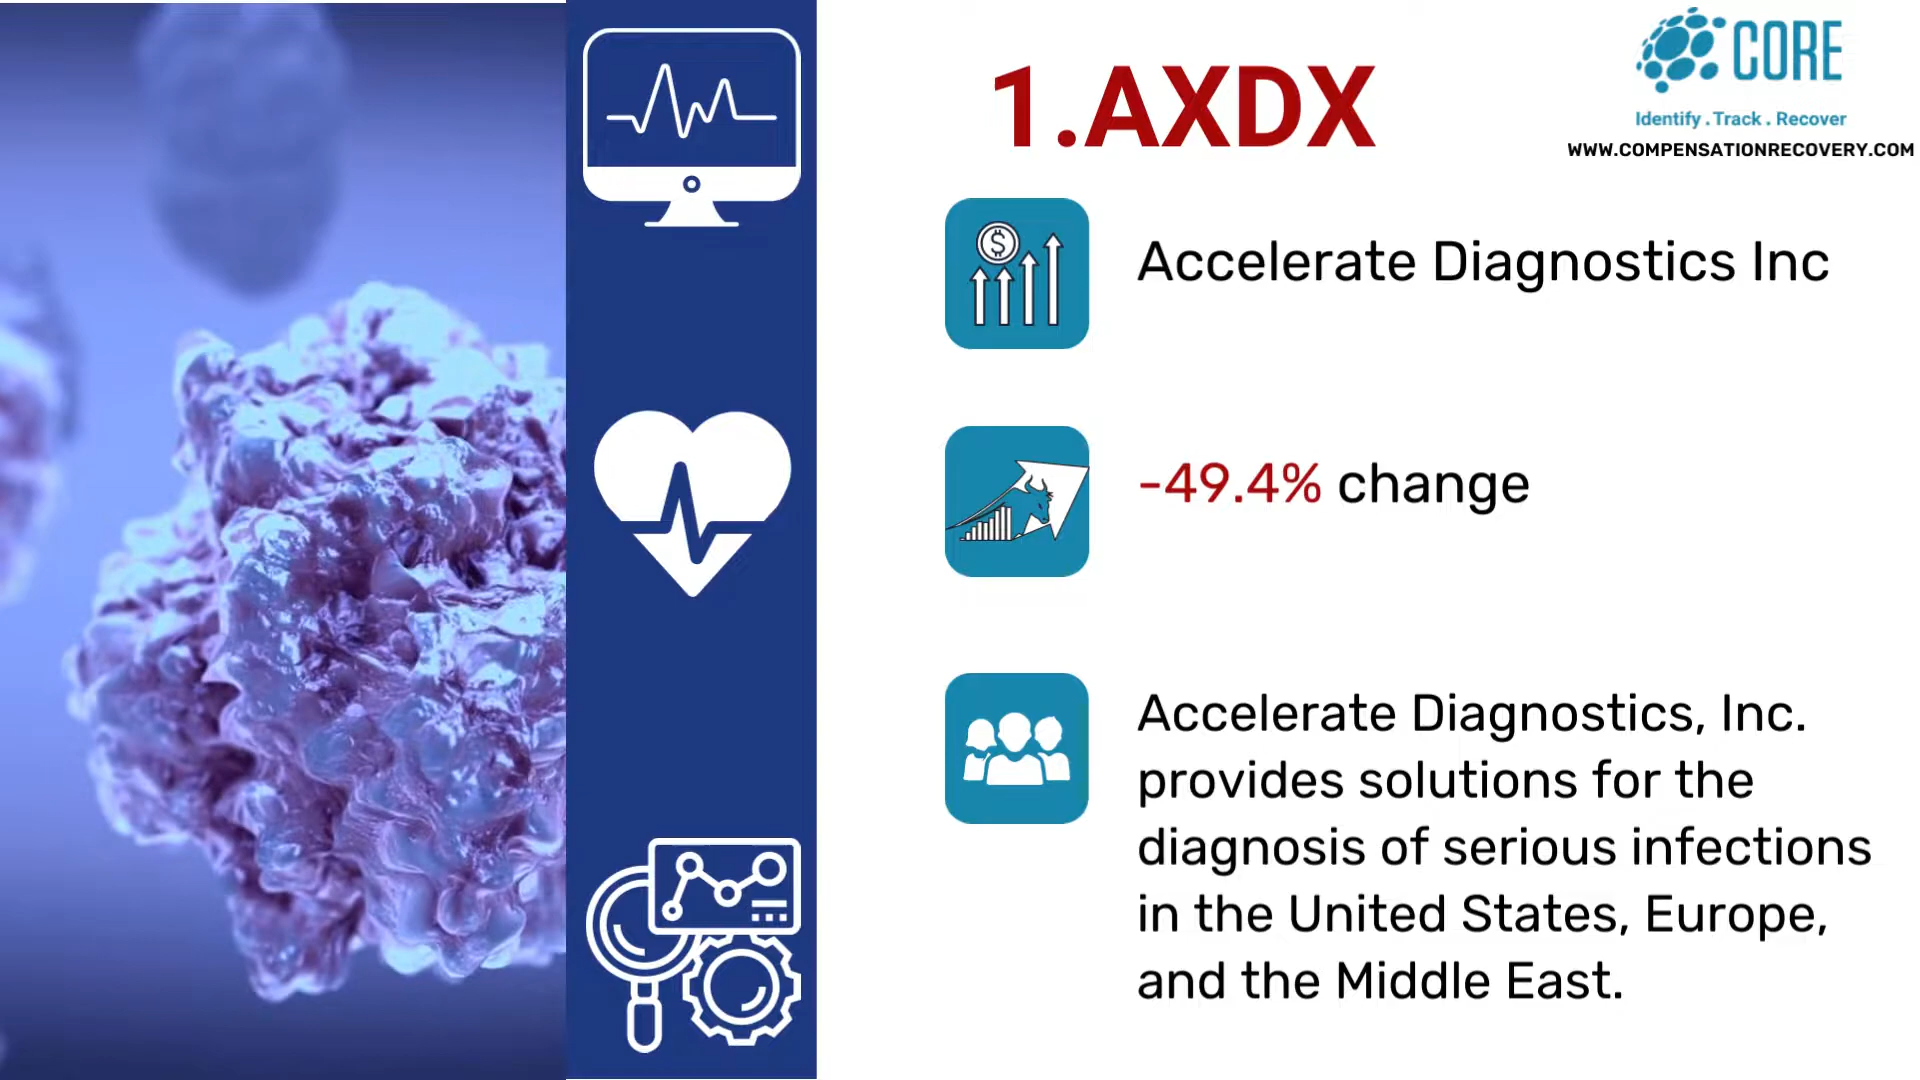 1.AXDX
CORE
Identify . Track . Recover
WWW.COMPENSATIONRECOVERY.COM
$
Accelerate Diagnostics Inc
-49.4% change
Accelerate Diagnostics, Inc.
provides solutions for the
diagnosis of serious infections
in the United States, Europe,
and the Middle East.